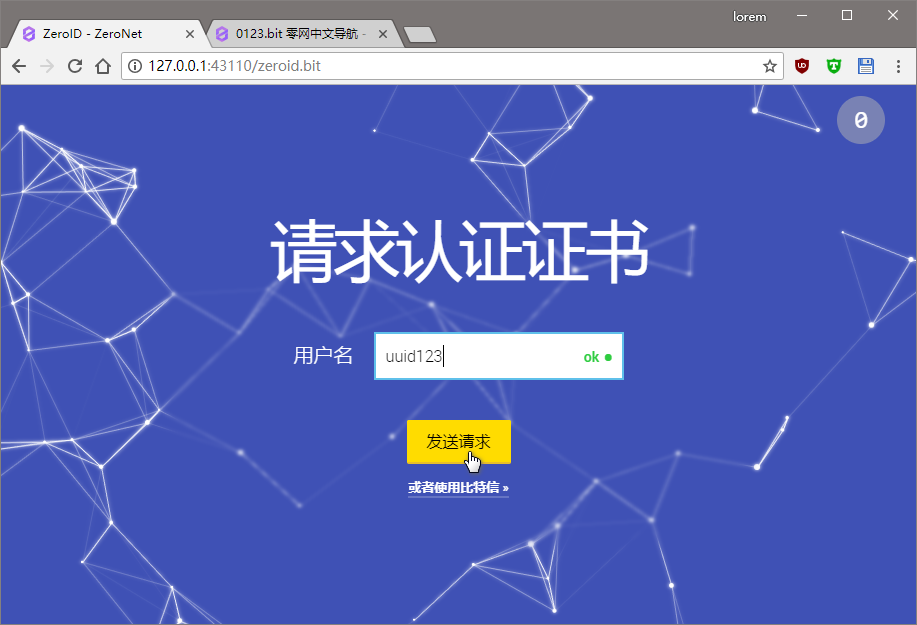 lorem
ZeroID - ZeroNet
0123.bit 零网中文导航 -
127.0.0.1:43110/zeroid.bit
0
请求认证证书
用户名
uuid123
ok
发送请求
或者使用比特信 »